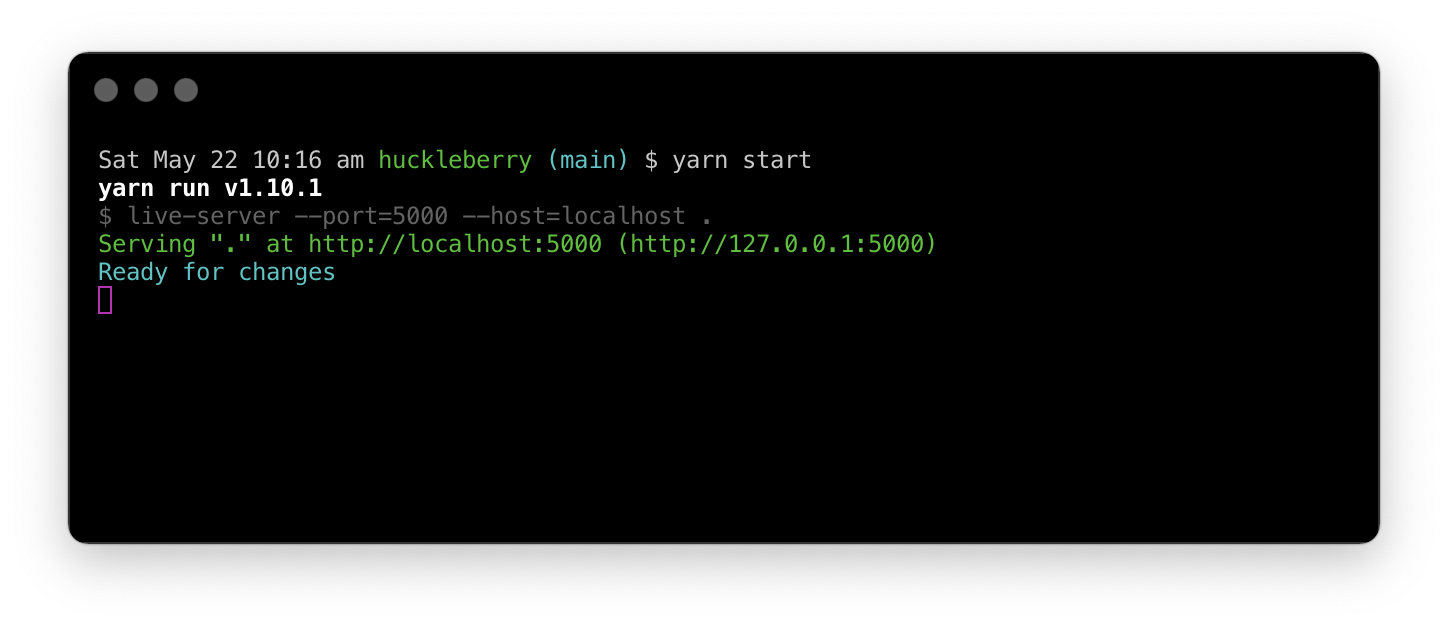 Sat May 22 10:16 am huckleberry (main) $ yarn start
yarn run v1.10.1
$ live-server --port=5000 --host=localhost .
Serving "." at http://localhost:5000 (http://127.0.0.1:5000)
Ready for changes